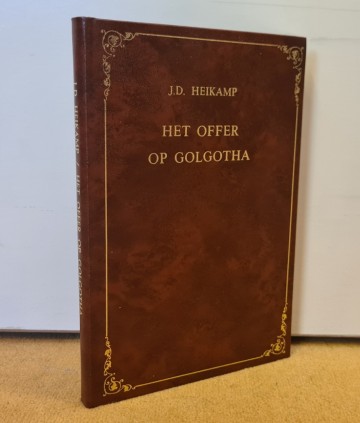 J.D. HEIKAMP
HET OFFER
OP GOLGOTHA
J.D. HEIKAMP HET OFFER OP GOLGOTHA